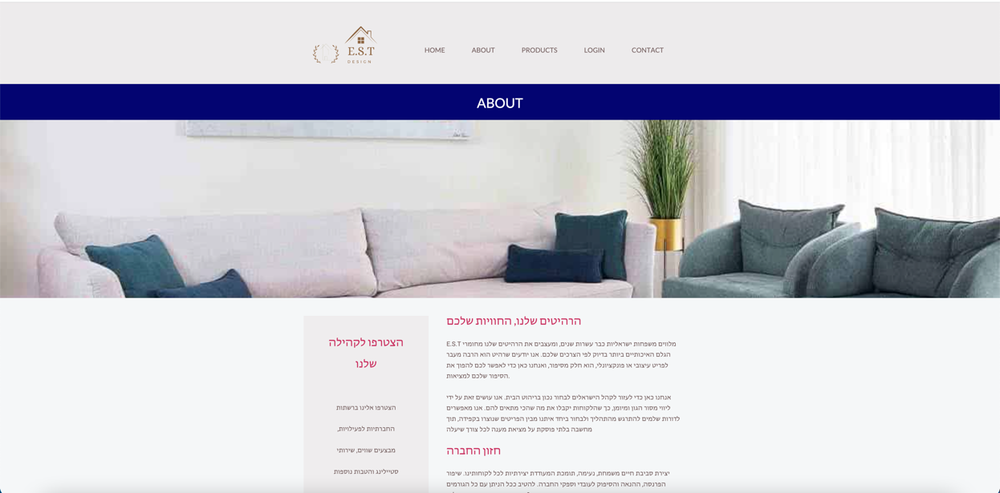 E.S.T
DESIGN
HOME
ABOUT
PRODUCTS
LOGIN
CONTACT
ABOUT
הצטרפו לקהילה
שלנו
הצטרפו אלינו ברשתות
החברתיות לפעילויות,
מבצעים שווים, שירותי
סטיילינג והטבות נוספות
הרהיטים שלנו, החוויות שלכם
E.S.T מלווים משפחות ישראליות כבר עשרות שנים, ומעצבים את הרהיטים שלנו מחומרי
הגלם האיכותיים ביותר בדיוק לפי הצרכים שלכם. אנו יודעים שרהיט הוא הרבה מעבר
לפריט עיצובי או פונקציונלי, הוא חלק מסיפור, ואנחנו כאן כדי לאפשר לכם להפוך את
.הסיפור שלכם למציאות
אנחנו כאן כדי לעזור לקהל הישראלים לבחור נכון בריהוט הבית. אנו עושים זאת על ידי
ליווי מסור הגון ומיומן, כך שהלקוחות יקבלו את מה שהכי מתאים להם. אנו מאפשרים
לדורות שלמים להתרגש מהתהליך ולבחור ביחד איתנו מבין הפריטים שנוצרו בקפידה, תוך
מחשבה בלתי פוסקת על מציאת מענה לכל צורך שיעלה
חזון החברה
יצירת סביבת חיים משמחת, נעימה, תומכת המעודדת יצירתיות לכל לקוחותינו. שיפור
הפרנסה, ההנאה והסיפוק לעובדי וספקי החברה. להטיב ככל הניתן עם כל הגורמים